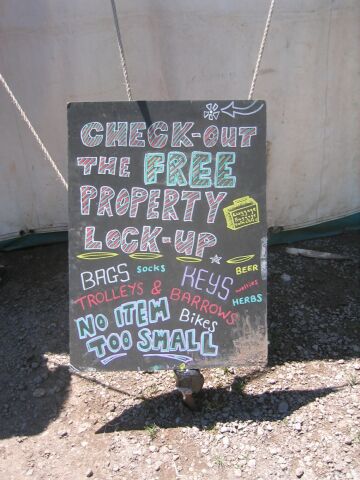 CHECK-OUT
THE FREE
PROPERTY
LOCK-UP
BAGS SOCKS KEYS BEER
TROLLEYS & BARROWS wellies
HERBS
NO ITEM Bikes
TOO SMALL